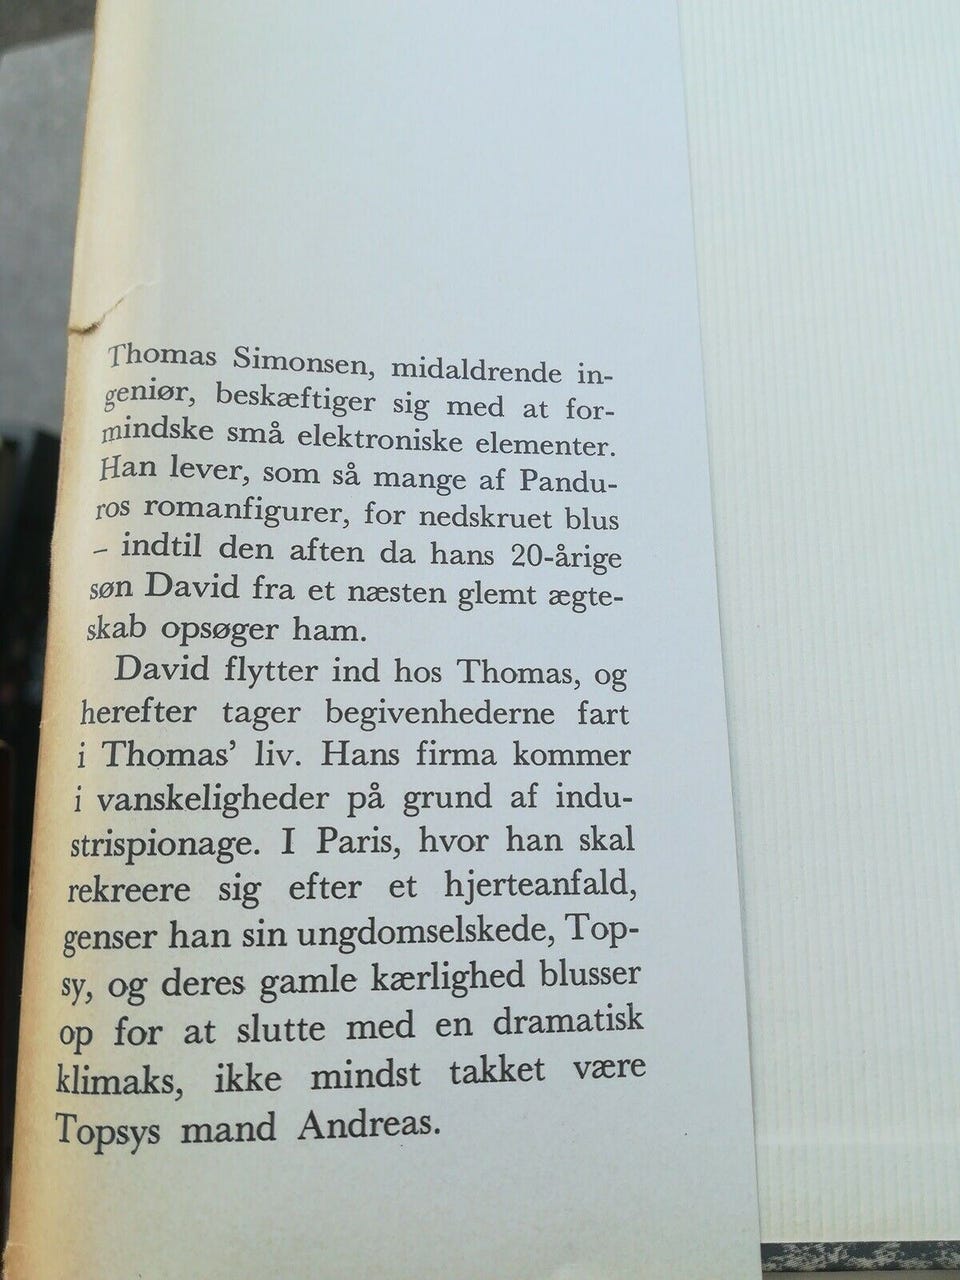 Thomas Simonsen, midaldrende in-
geniør, beskæftiger sig med at for-
mindske små elektroniske elementer.
Han lever, som så mange af Pandu-
ros romanfigurer, for nedskruet blus
– indtil den aften da hans 20-årige
søn David fra et næsten glemt ægte-
skab opsøger ham.
David flytter ind hos Thomas, og
herefter tager begivenhederne fart
i Thomas’ liv. Hans firma kommer
i vanskeligheder på grund af indu-
strispionage. I Paris, hvor han skal
rekreere sig efter et hjerteanfald,
genser han sin ungdomselskede, Top-
sy, og deres gamle kærlighed blusser
op for at slutte med en dramatisk
klimaks, ikke mindst takket være
Topsys mand Andreas.